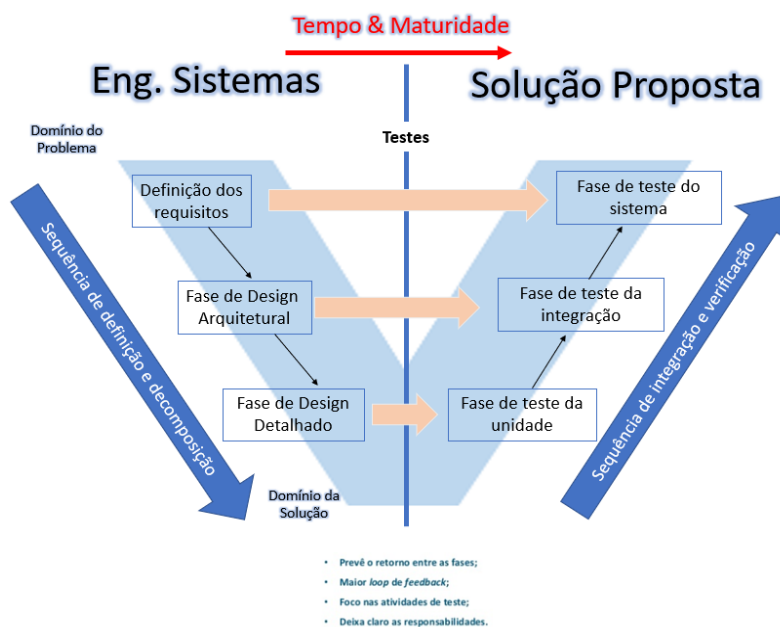 Tempo & Maturidade
Eng. Sistemas
Solução Proposta
Domínio do
Problema
Testes
Definição dos
requisitos
Fase de teste do
sistema
Sequência de definição e decomposição
Fase de Design
Arquitetural
Fase de teste da
integração
Sequência de integração e verificação
Fase de Design
Detalhado
Fase de teste da
unidade
Domínio da
Solução
• Prevê o retorno entre as fases;
• Maior loop de feedback;
• Foco nas atividades de teste;
• Deixa claro as responsabilidades.